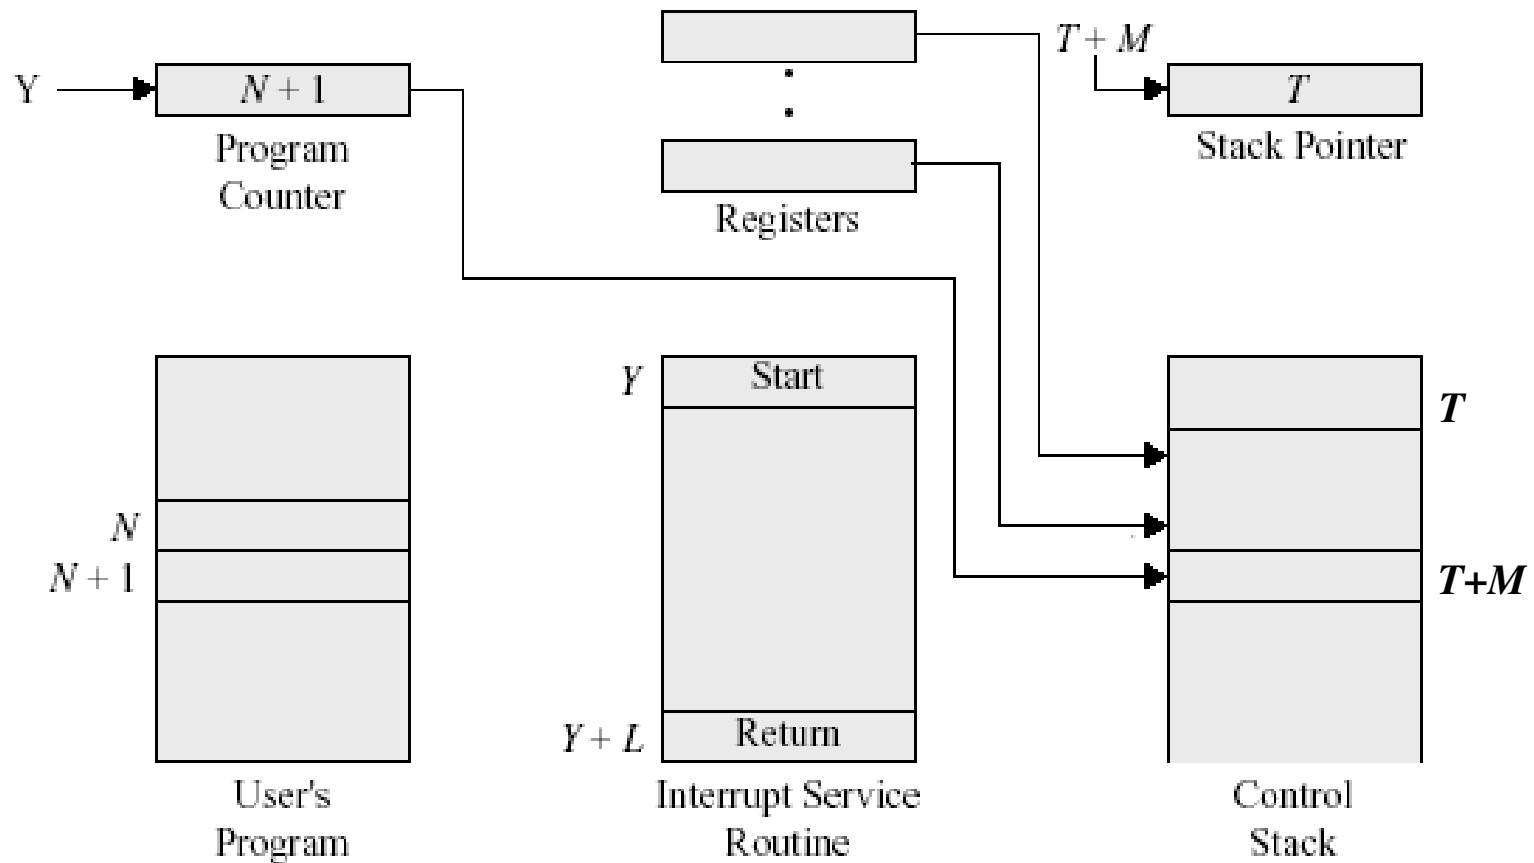 T + M
Y
N + 1
T
Program
Counter
Stack Pointer
Registers
Y
Start
T
N
N + 1
T+M
Y + L
Return
User's
Program
Interrupt Service
Routine
Control
Stack